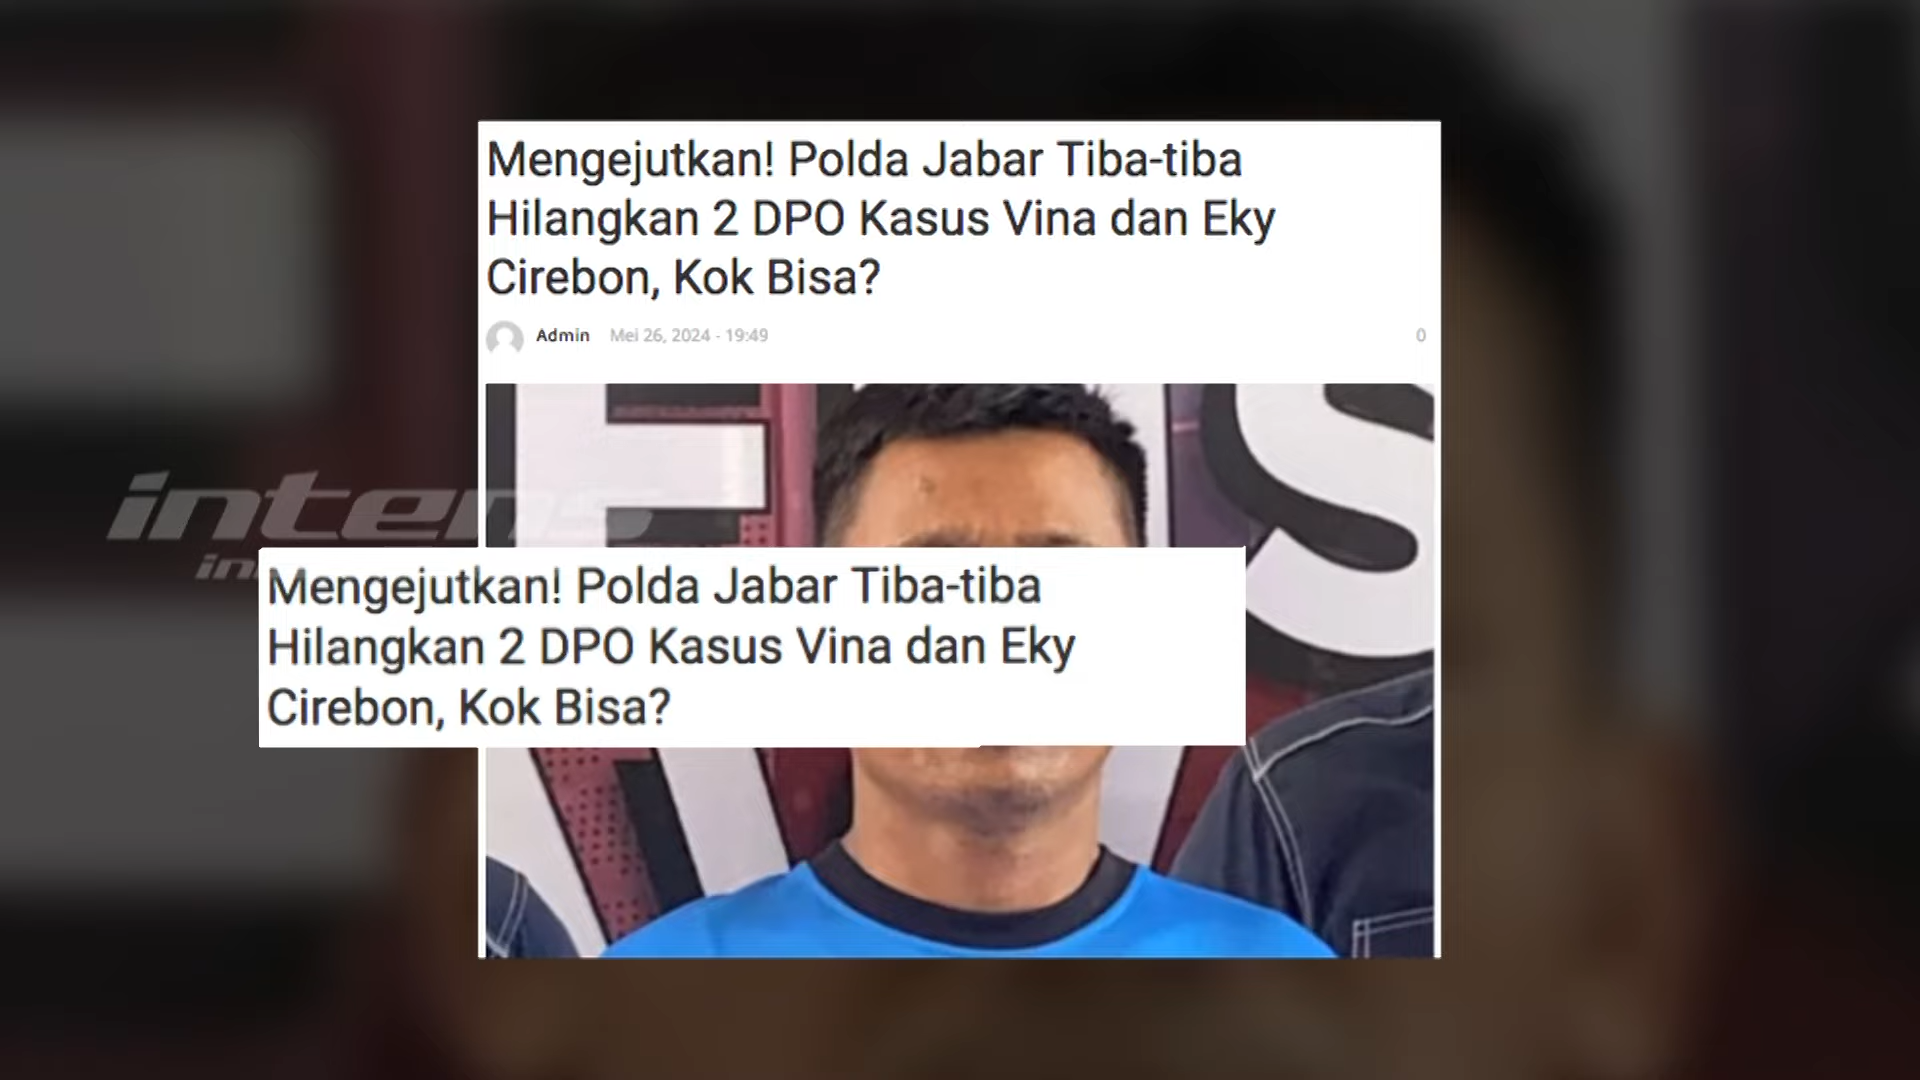 Mengejutkan! Polda Jabar Tiba-tiba
Hilangkan 2 DPO Kasus Vina dan Eky
Cirebon, Kok Bisa?
Admin Mei 26, 2024 - 19:49 0
intens
Mengejutkan! Polda Jabar Tiba-tiba
Hilangkan 2 DPO Kasus Vina dan Eky
Cirebon, Kok Bisa?